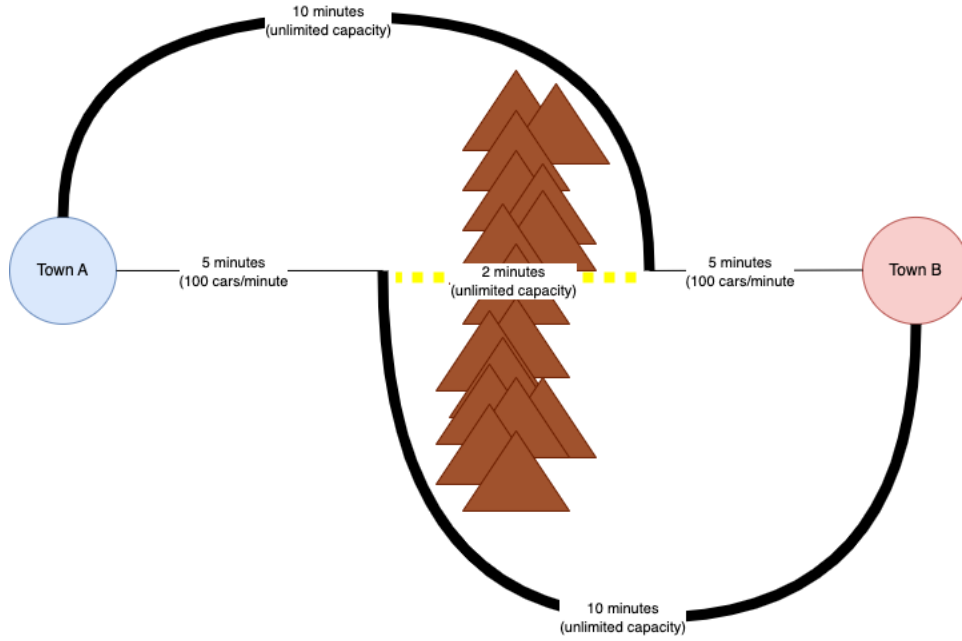 10 minutes
(unlimited capacity)
Town A
5 minutes
(100 cars/minute
2 minutes
(unlimited capacity)
5 minutes
(100 cars/minute
Town B
10 minutes
(unlimited capacity)